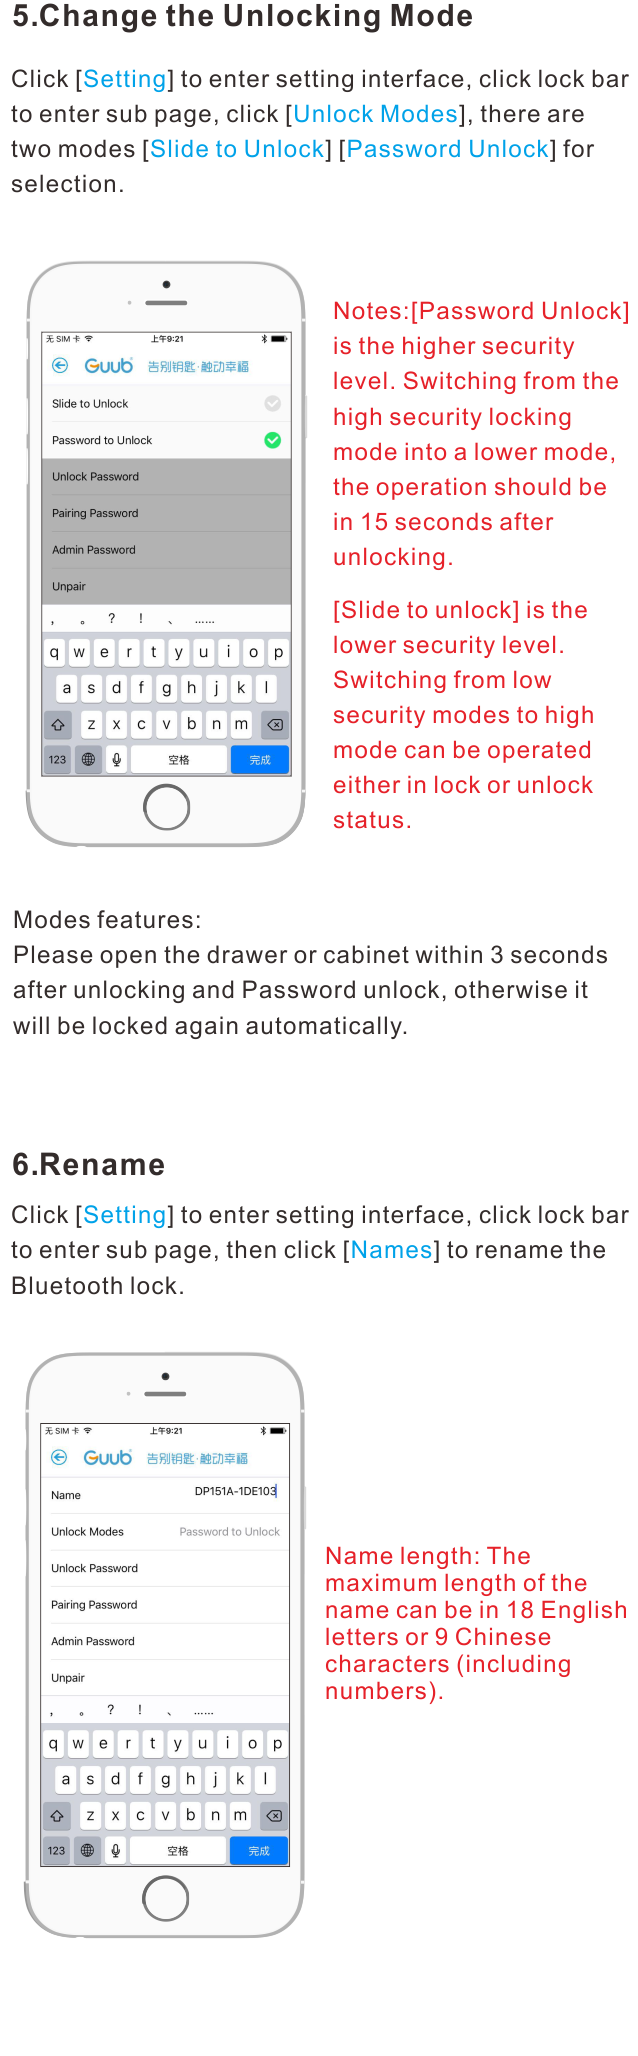 5.Change the Unlocking Mode
Click [Setting] to enter setting interface, click lock bar
to enter sub page, click [Unlock Modes], there are
two modes [Slide to Unlock] [Password Unlock] for
selection.
无 SIM 卡 上午9:21
Guub 告别钥匙·触动幸福
Slide to Unlock
Password to Unlock
Unlock Password
Pairing Password
Admin Password
Unpair
， 。 ? ! 、 ……
q w e r t y u i o p
a s d f g h j k l
z x c v b n m
123 空格 完成
Notes:[Password Unlock]
is the higher security
level. Switching from the
high security locking
mode into a lower mode,
the operation should be
in 15 seconds after
unlocking.
[Slide to unlock] is the
lower security level.
Switching from low
security modes to high
mode can be operated
either in lock or unlock
status.
Modes features:
Please open the drawer or cabinet within 3 seconds
after unlocking and Password unlock, otherwise it
will be locked again automatically.
6.Rename
Click [Setting] to enter setting interface, click lock bar
to enter sub page, then click [Names] to rename the
Bluetooth lock.
无 SIM 卡 上午9:21
Guub 告别钥匙·触动幸福
Name DP151A-1DE103
Unlock Modes Password to Unlock
Unlock Password
Pairing Password
Admin Password
Unpair
， 。 ? ! 、 ……
q w e r t y u i o p
a s d f g h j k l
z x c v b n m
123 空格 完成
Name length: The
maximum length of the
name can be in 18 English
letters or 9 Chinese
characters (including
numbers).